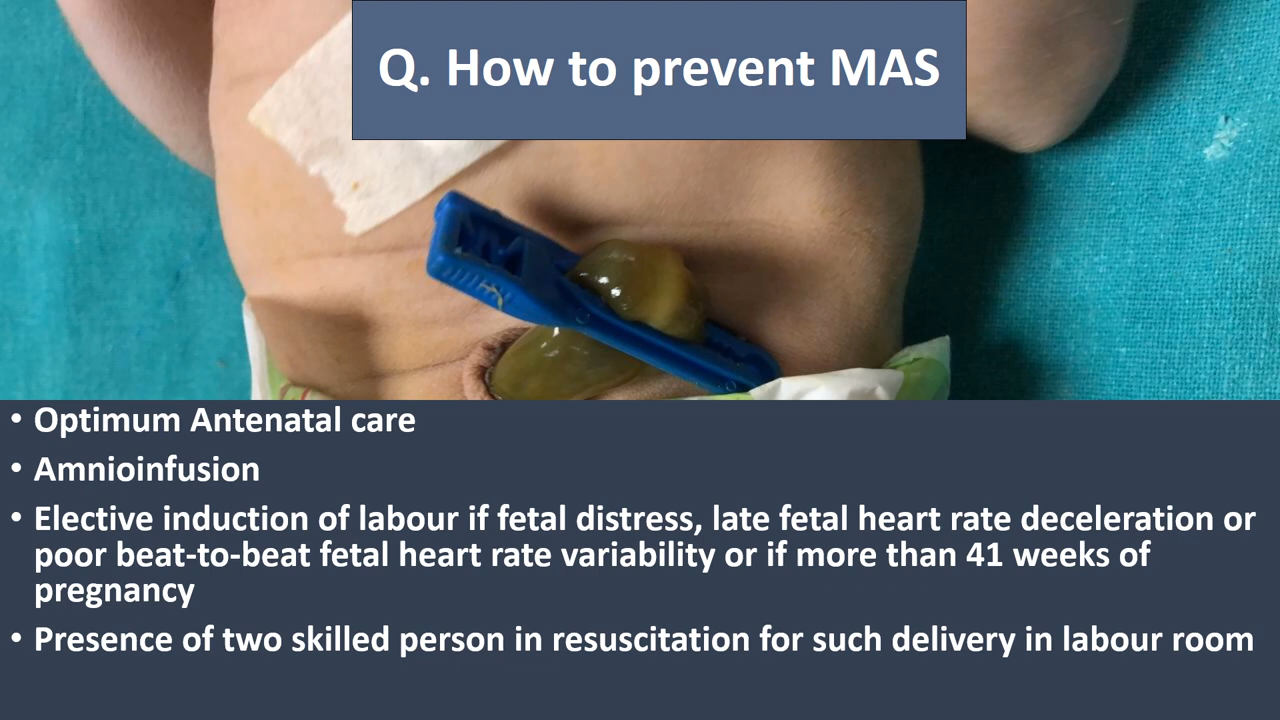 Q. How to prevent MAS
• Optimum Antenatal care
• Amnioinfusion
• Elective induction of labour if fetal distress, late fetal heart rate deceleration or
poor beat-to-beat fetal heart rate variability or if more than 41 weeks of
pregnancy
• Presence of two skilled person in resuscitation for such delivery in labour room